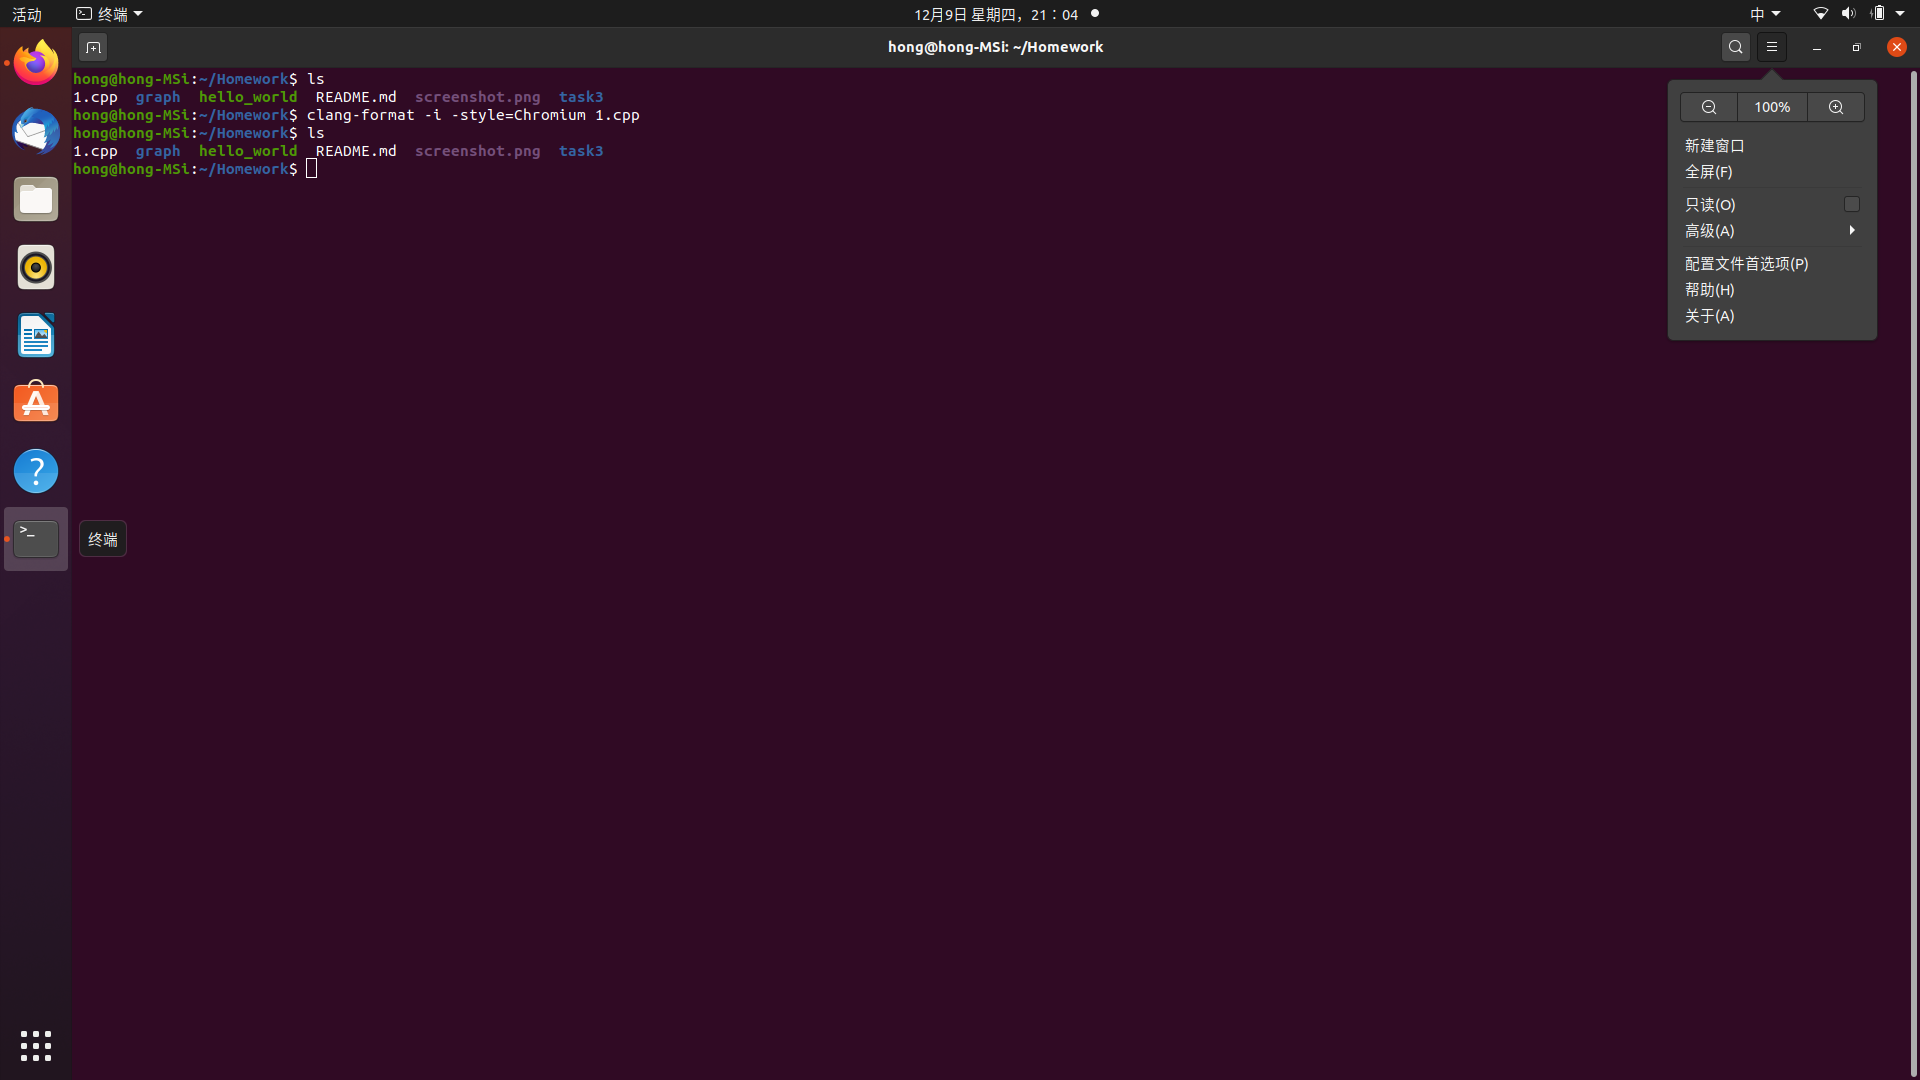 活动 终端 12月9日 星期四，21：04 中
hong@hong-MSi: ~/Homework
hong@hong-MSi:~/Homework$ ls
1.cpp  graph  hello_world  README.md  screenshot.png  task3
hong@hong-MSi:~/Homework$ clang-format -i -style=Chromium 1.cpp
hong@hong-MSi:~/Homework$ ls
1.cpp  graph  hello_world  README.md  screenshot.png  task3
hong@hong-MSi:~/Homework$
100%
新建窗口
全屏(F)
只读(O)
高级(A)
配置文件首选项(P)
帮助(H)
关于(A)
终端